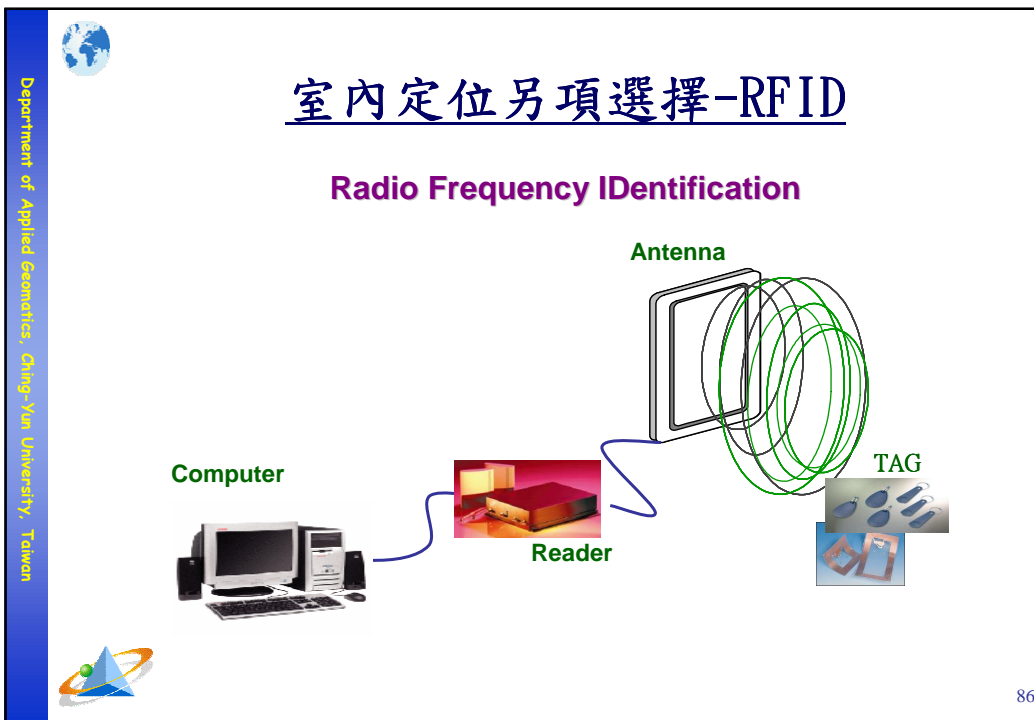 室內定位另項選擇-RFID
Radio Frequency IDentification
Antenna
TAG
Computer
Reader
Department of Applied Geomatics, Ching-Yun University, Taiwan
86